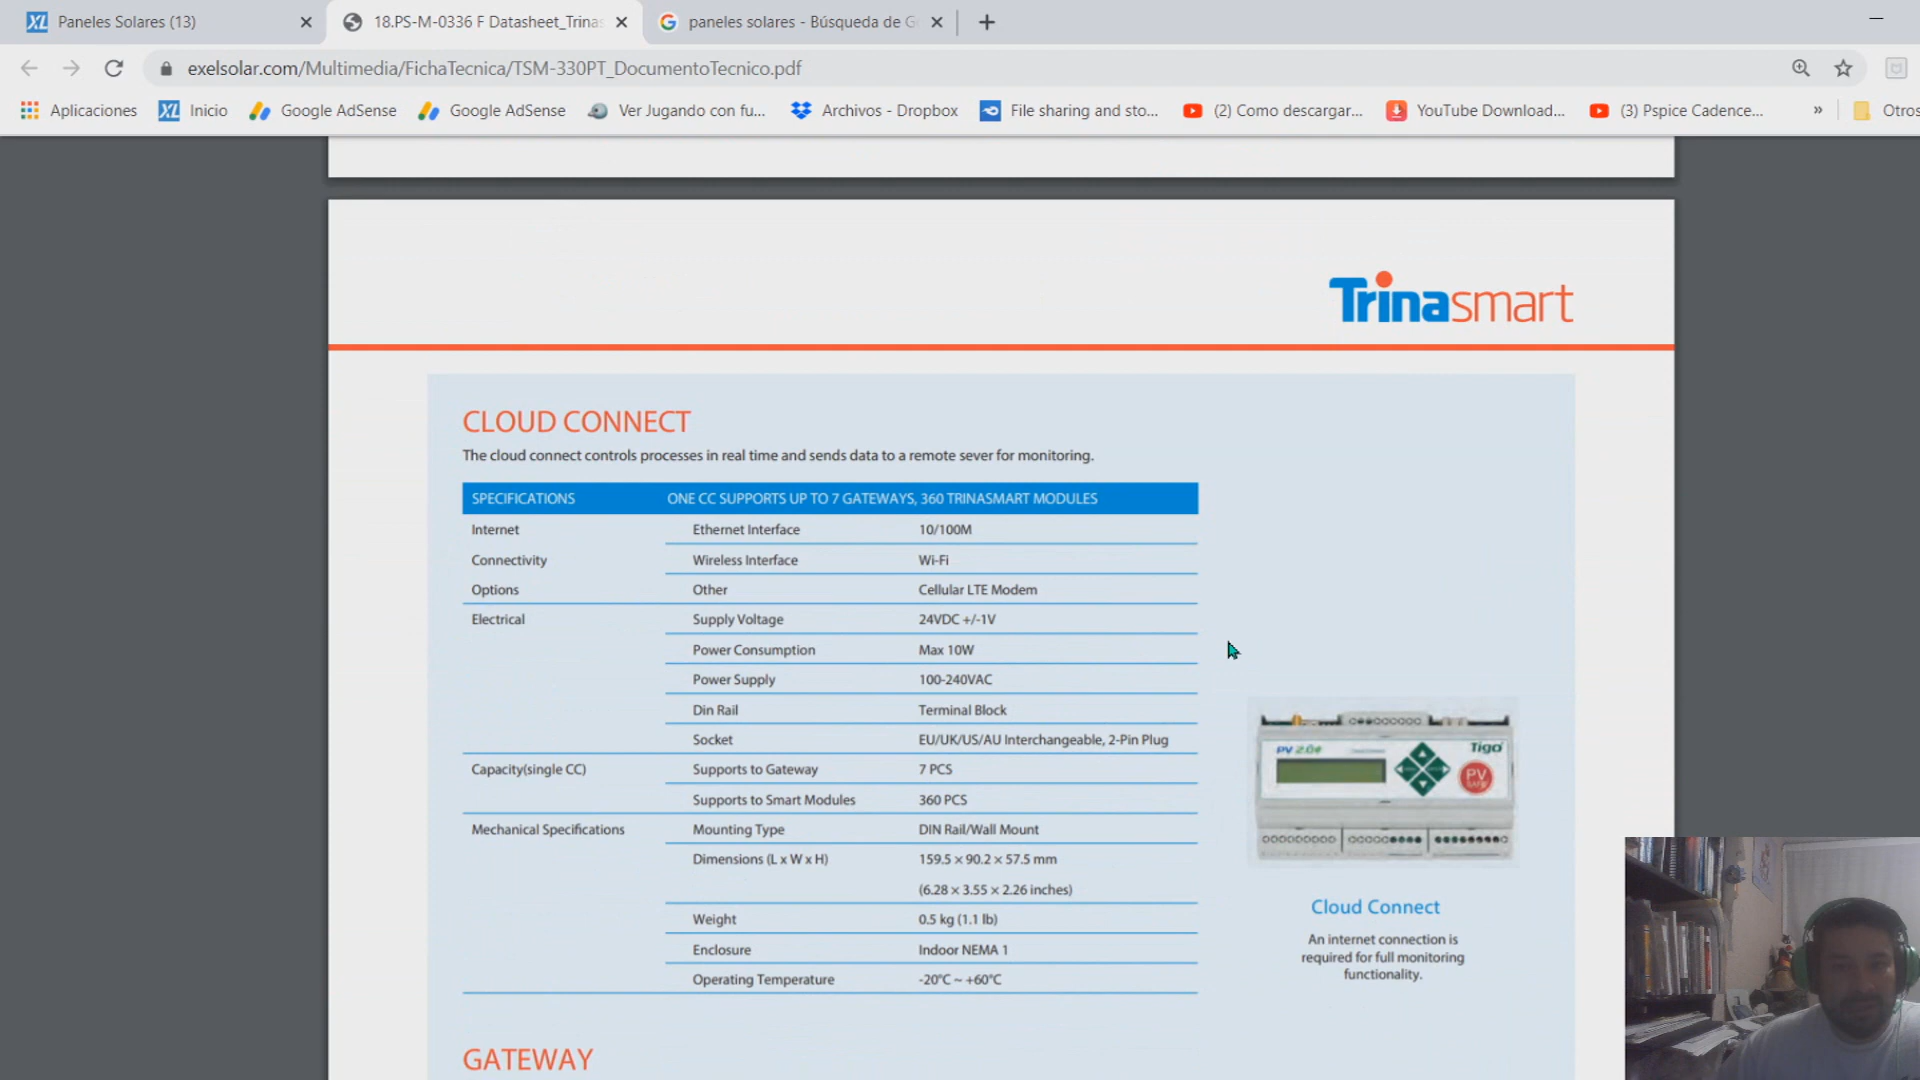 Paneles Solares (13)
18.PS-M-0336 F Datasheet_Trinas
paneles solares - Búsqueda de G
exelsolar.com/Multimedia/FichaTecnica/TSM-330PT_DocumentoTecnico.pdf
Aplicaciones
XL Inicio
Google AdSense
Google AdSense
Ver Jugando con fu...
Archivos - Dropbox
File sharing and sto...
(2) Como descargar...
YouTube Download...
(3) Pspice Cadence...
»
Otros
Trinasmart
CLOUD CONNECT
The cloud connect controls processes in real time and sends data to a remote sever for monitoring.
SPECIFICATIONS ONE CC SUPPORTS UP TO 7 GATEWAYS, 360 TRINASMART MODULES
Internet Ethernet Interface 10/100M
Connectivity Wireless Interface Wi-Fi
Options Other Cellular LTE Modem
Electrical Supply Voltage 24VDC +/-1V
Power Consumption Max 10W
Power Supply 100-240VAC
Din Rail Terminal Block
Socket EU/UK/US/AU Interchangeable, 2-Pin Plug
Capacity(single CC) Supports to Gateway 7 PCS
Supports to Smart Modules 360 PCS
Mechanical Specifications Mounting Type DIN Rail/Wall Mount
Dimensions (L x W x H) 159.5 × 90.2 × 57.5 mm
(6.28 × 3.55 × 2.26 inches)
Weight 0.5 kg (1.1 lb)
Enclosure Indoor NEMA 1
Operating Temperature -20°C ~ +60°C
PV 2.0
Tigo
PV
SAFE
Cloud Connect
An internet connection is
required for full monitoring
functionality.
GATEWAY